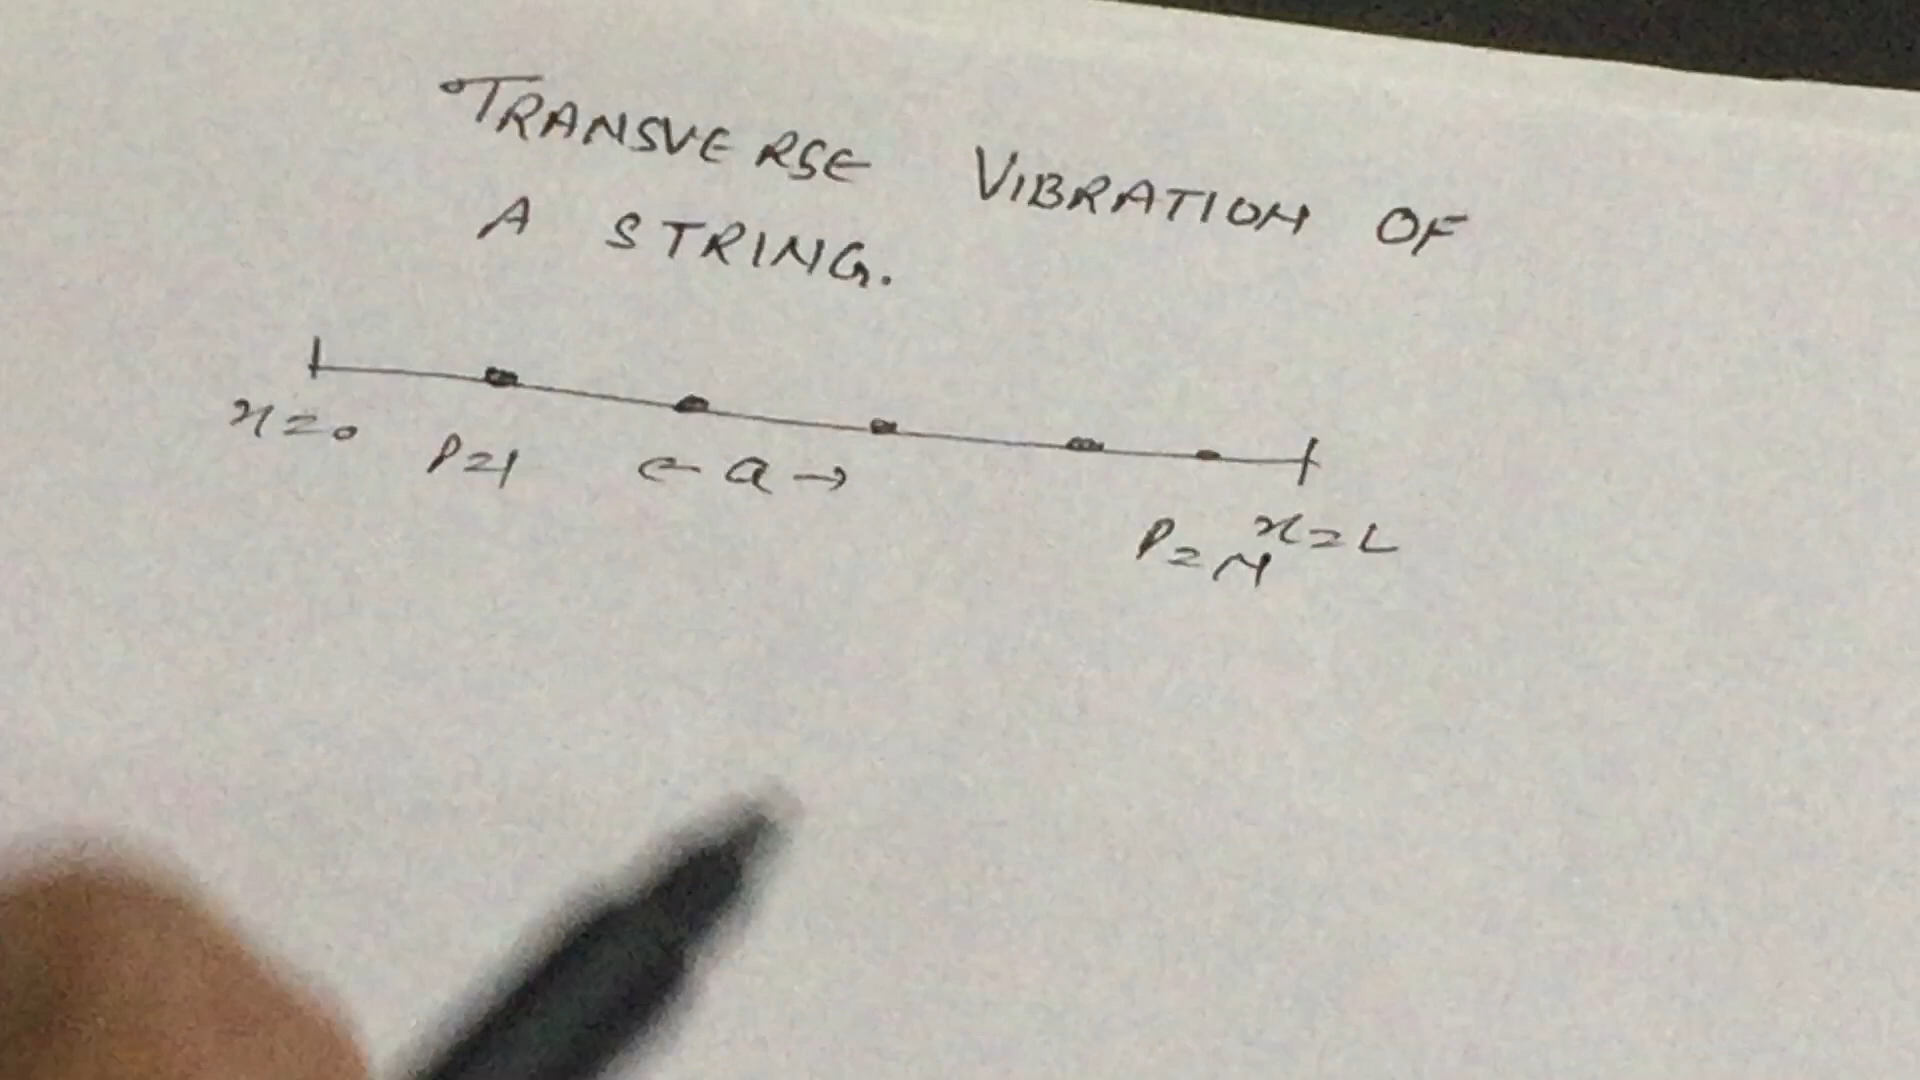 TRANSVERSE VIBRATION OF
A STRING.
x=0 P=1 ← a → P=N x=L